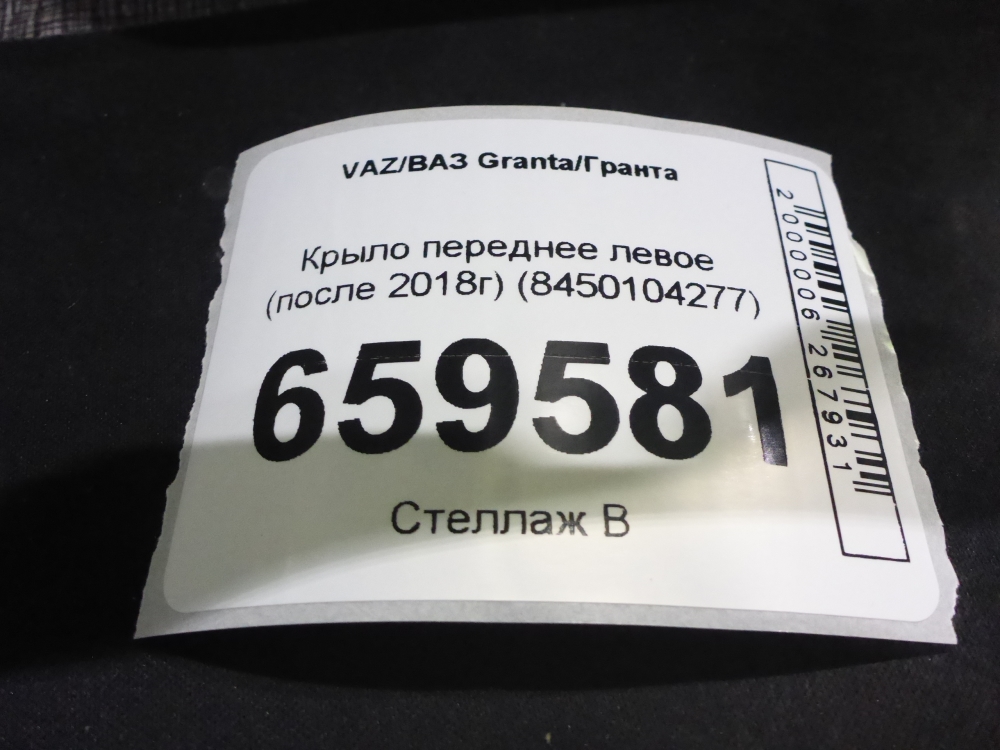 VAZ/ВАЗ Granta/Гранта
Крыло переднее левое
(после 2018г) (8450104277)
659581
Стеллаж В
2000006267931